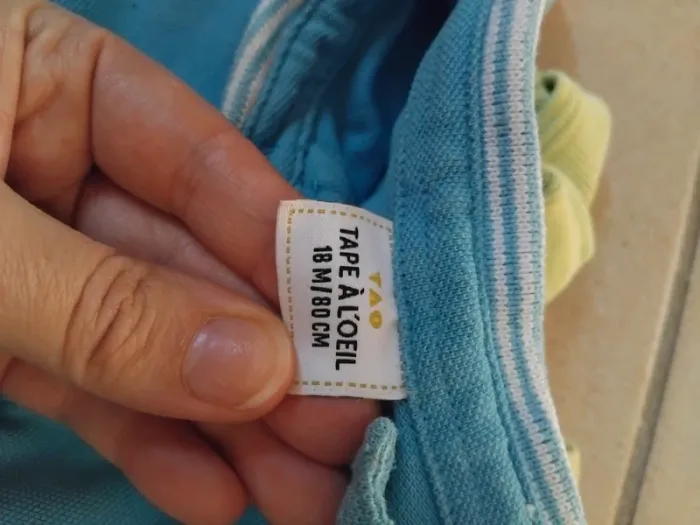 TAO
TAPE À L'OEIL
18 M/80 CM